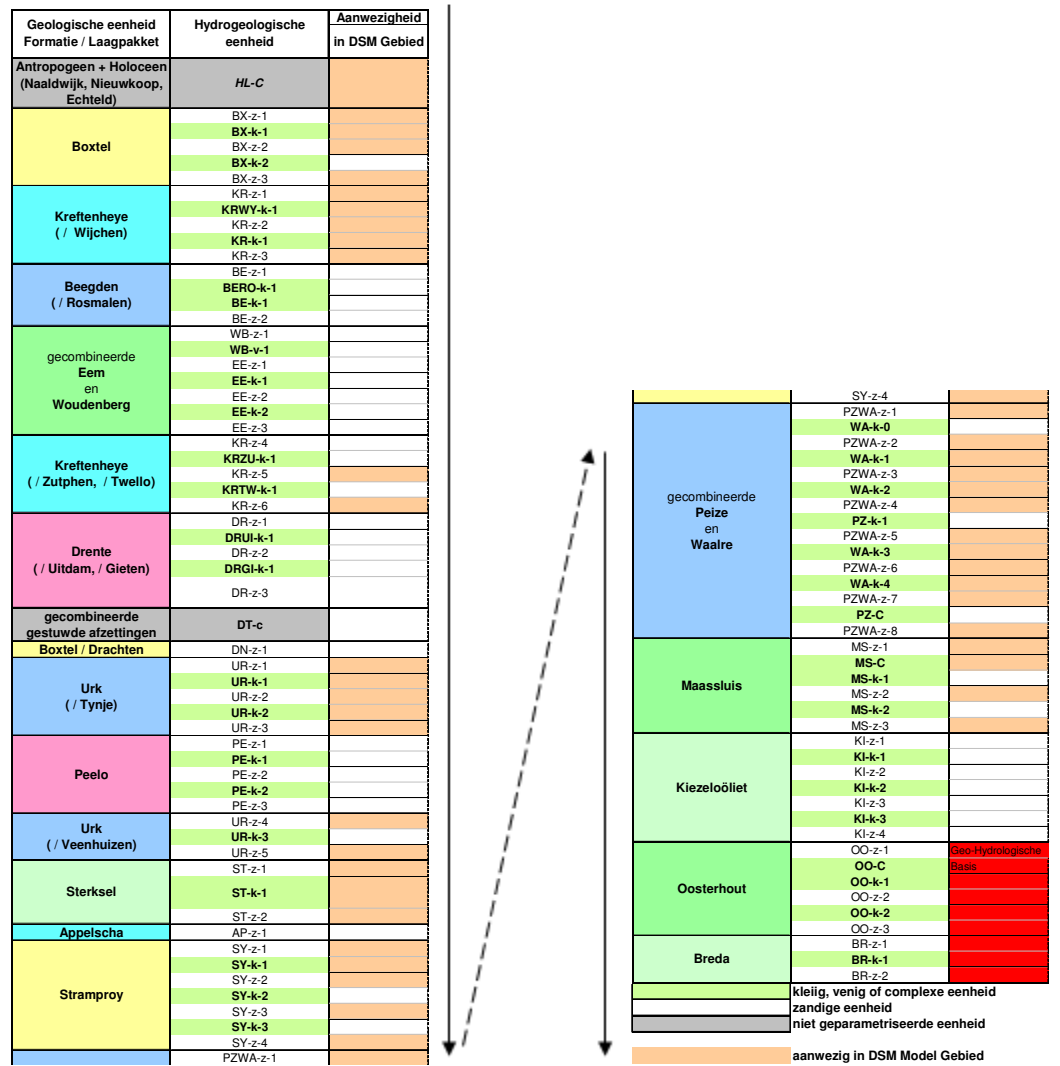 Geologische eenheid
Formatie / Laagpakket
Hydrogeologische
eenheid
Aanwezigheid
in DSM Gebied
Antropogeen + Holoceen
(Naaldwijk, Nieuwkoop,
Echteld)
HL-C
Boxtel
BX-z-1
BX-k-1
BX-z-2
BX-k-2
BX-z-3
Kreftenheye
( / Wijchen)
KR-z-1
KRWY-k-1
KR-z-2
KR-k-1
KR-z-3
Beegden
( / Rosmalen)
BE-z-1
BERO-k-1
BE-k-1
BE-z-2
gecombineerde
Eem
en
Woudenberg
WB-z-1
WB-v-1
EE-z-1
EE-k-1
EE-z-2
EE-k-2
EE-z-3
Kreftenheye
( / Zutphen, / Twello)
KR-z-4
KRZU-k-1
KR-z-5
KRTW-k-1
KR-z-6
Drente
( / Uitdam, / Gieten)
DR-z-1
DRUI-k-1
DR-z-2
DRGI-k-1
DR-z-3
gecombineerde
gestuwde afzettingen
DT-c
Boxtel / Drachten
DN-z-1
Urk
( / Tynje)
UR-z-1
UR-k-1
UR-z-2
UR-k-2
UR-z-3
Peelo
PE-z-1
PE-k-1
PE-z-2
PE-k-2
PE-z-3
Urk
( / Veenhuizen)
UR-z-4
UR-k-3
UR-z-5
Sterksel
ST-z-1
ST-k-1
ST-z-2
Appelscha
AP-z-1
Stramproy
SY-z-1
SY-k-1
SY-z-2
SY-k-2
SY-z-3
SY-k-3
SY-z-4
PZWA-z-1
SY-z-4
gecombineerde
Peize
en
Waalre
PZWA-z-1
WA-k-0
PZWA-z-2
WA-k-1
PZWA-z-3
WA-k-2
PZWA-z-4
PZ-k-1
PZWA-z-5
WA-k-3
PZWA-z-6
WA-k-4
PZWA-z-7
PZ-C
PZWA-z-8
Maassluis
MS-z-1
MS-C
MS-k-1
MS-z-2
MS-k-2
MS-z-3
Kiezeloöliet
KI-z-1
KI-k-1
KI-z-2
KI-k-2
KI-z-3
KI-k-3
KI-z-4
Oosterhout
OO-z-1
Geo-Hydrologische
OO-C
Basis
OO-k-1
OO-z-2
OO-k-2
OO-z-3
Breda
BR-z-1
BR-k-1
BR-z-2
kleiig, venig of complexe eenheid
zandige eenheid
niet geparametriseerde eenheid
aanwezig in DSM Model Gebied